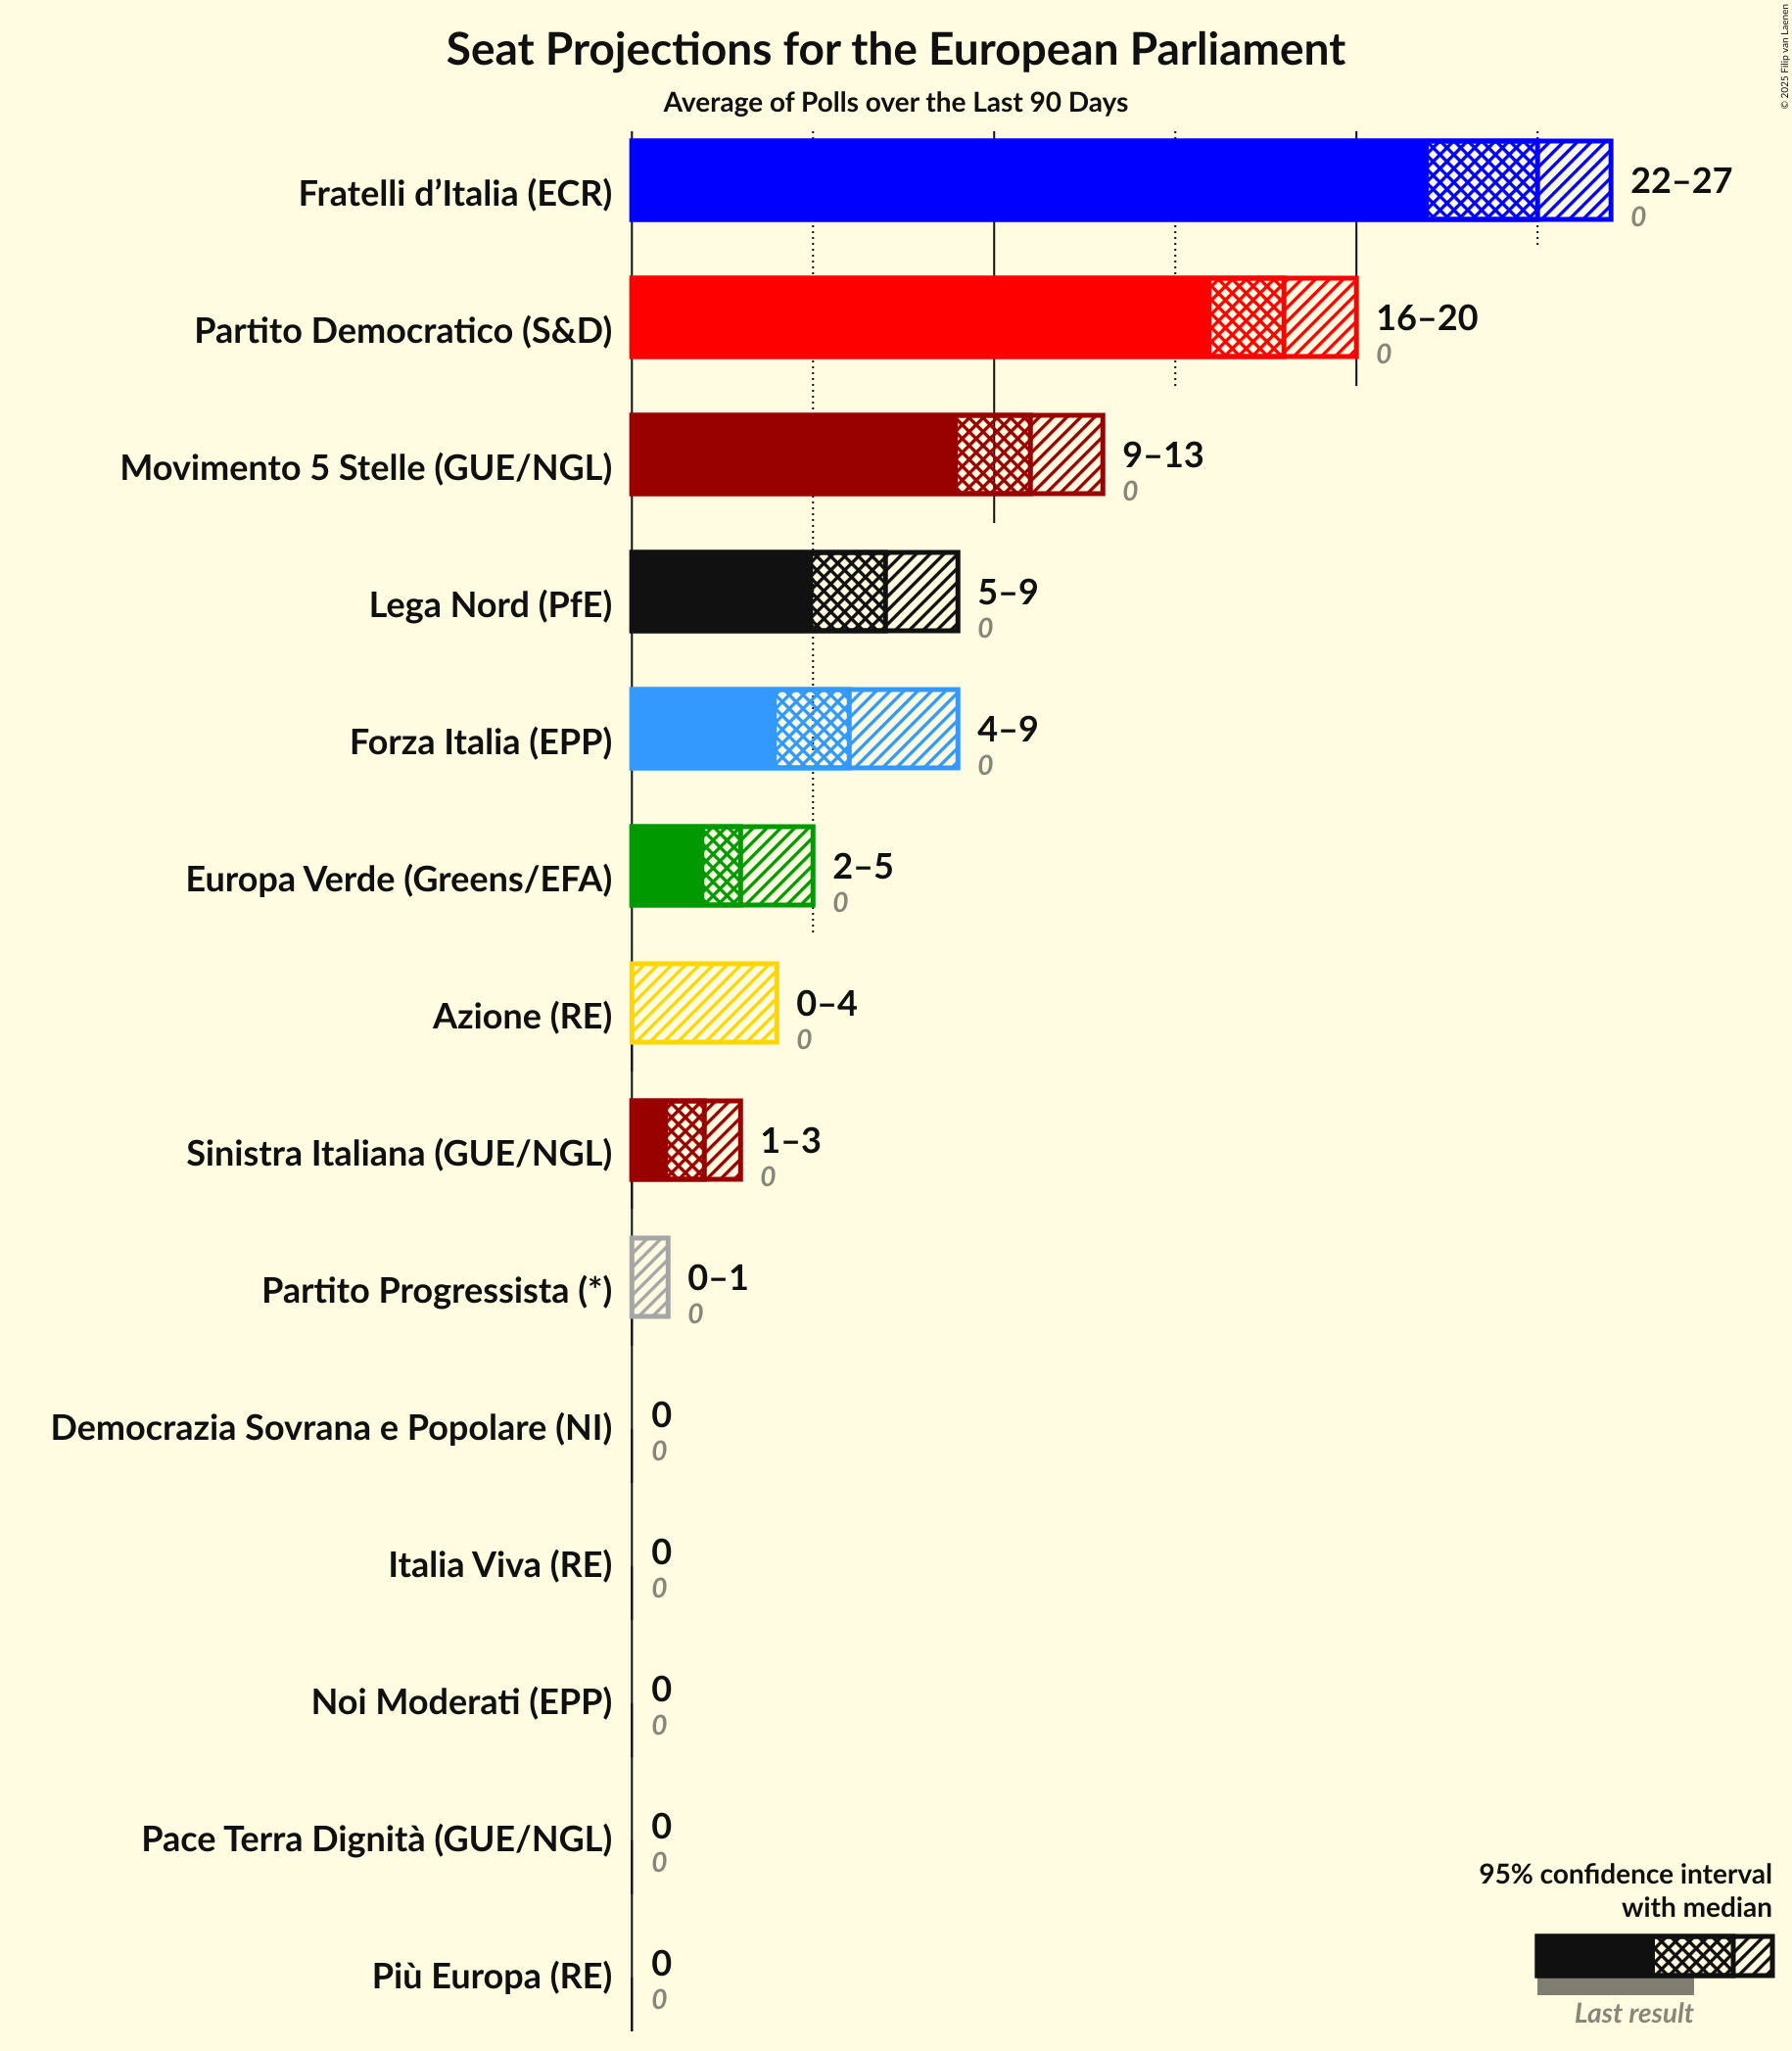 Seat Projections for the European Parliament
Average of Polls over the Last 90 Days
© 2025 Filip van Laenen
Fratelli d’Italia (ECR)
22–27
0
Partito Democratico (S&D)
16–20
0
Movimento 5 Stelle (GUE/NGL)
9–13
0
Lega Nord (PfE)
5–9
0
Forza Italia (EPP)
4–9
0
Europa Verde (Greens/EFA)
2–5
0
Azione (RE)
0–4
0
Sinistra Italiana (GUE/NGL)
1–3
0
Partito Progressista (*)
0–1
0
Democrazia Sovrana e Popolare (NI)
0
0
Italia Viva (RE)
0
0
Noi Moderati (EPP)
0
0
Pace Terra Dignità (GUE/NGL)
0
0
Più Europa (RE)
0
0
95% confidence interval
with median
Last result